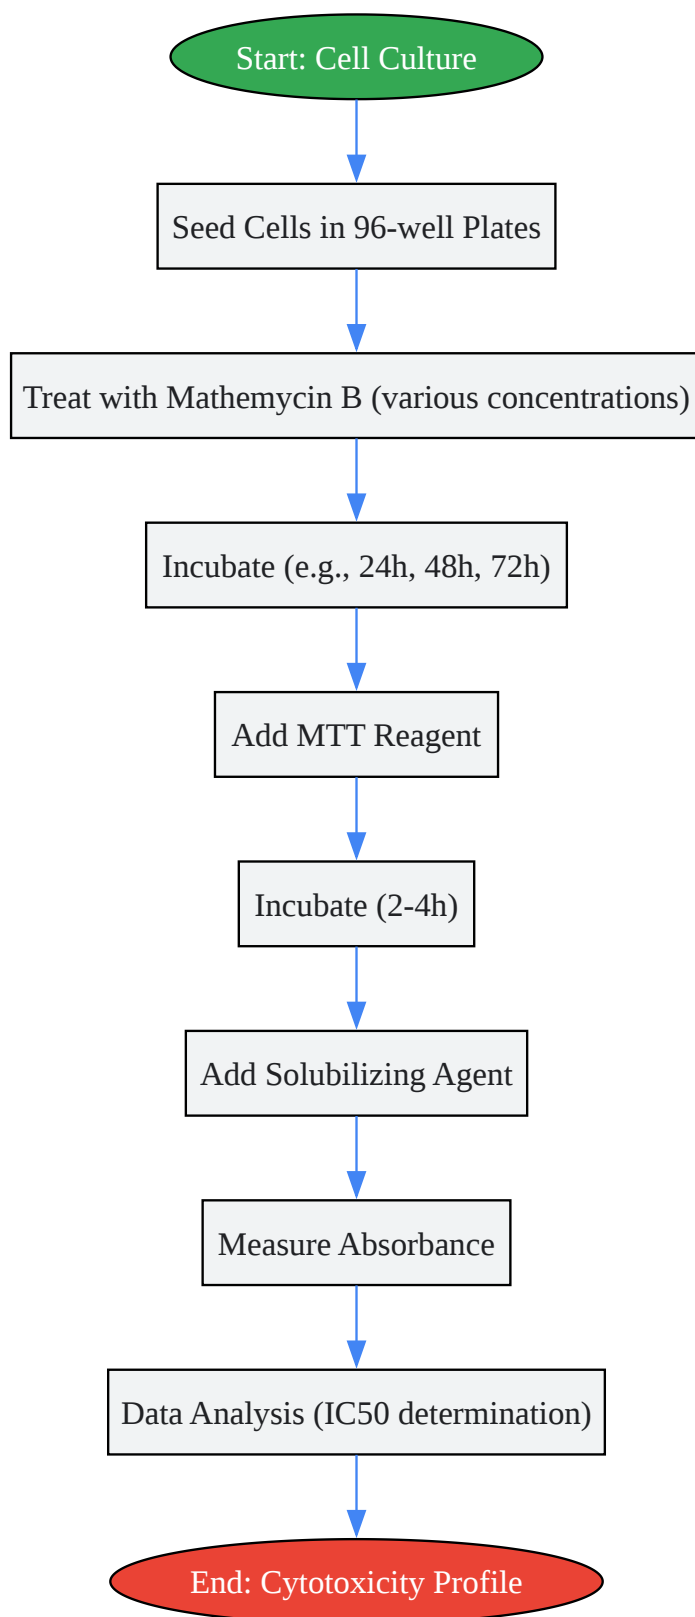 Start: Cell Culture
Seed Cells in 96-well Plates
Treat with Mathemycin B (various concentrations)
Incubate (e.g., 24h, 48h, 72h)
Add MTT Reagent
Incubate (2-4h)
Add Solubilizing Agent
Measure Absorbance
Data Analysis (IC50 determination)
End: Cytotoxicity Profile